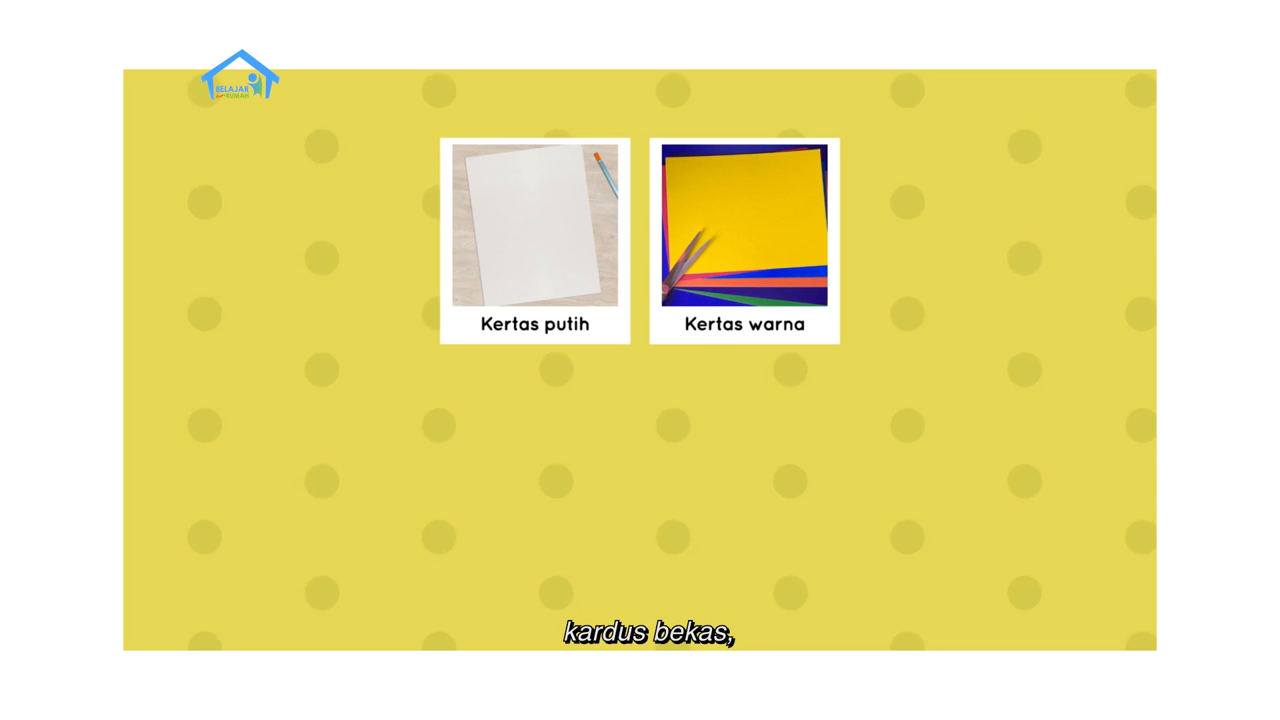 BELAJAR
dari RUMAH
Kertas putih
Kertas warna
kardus bekas,